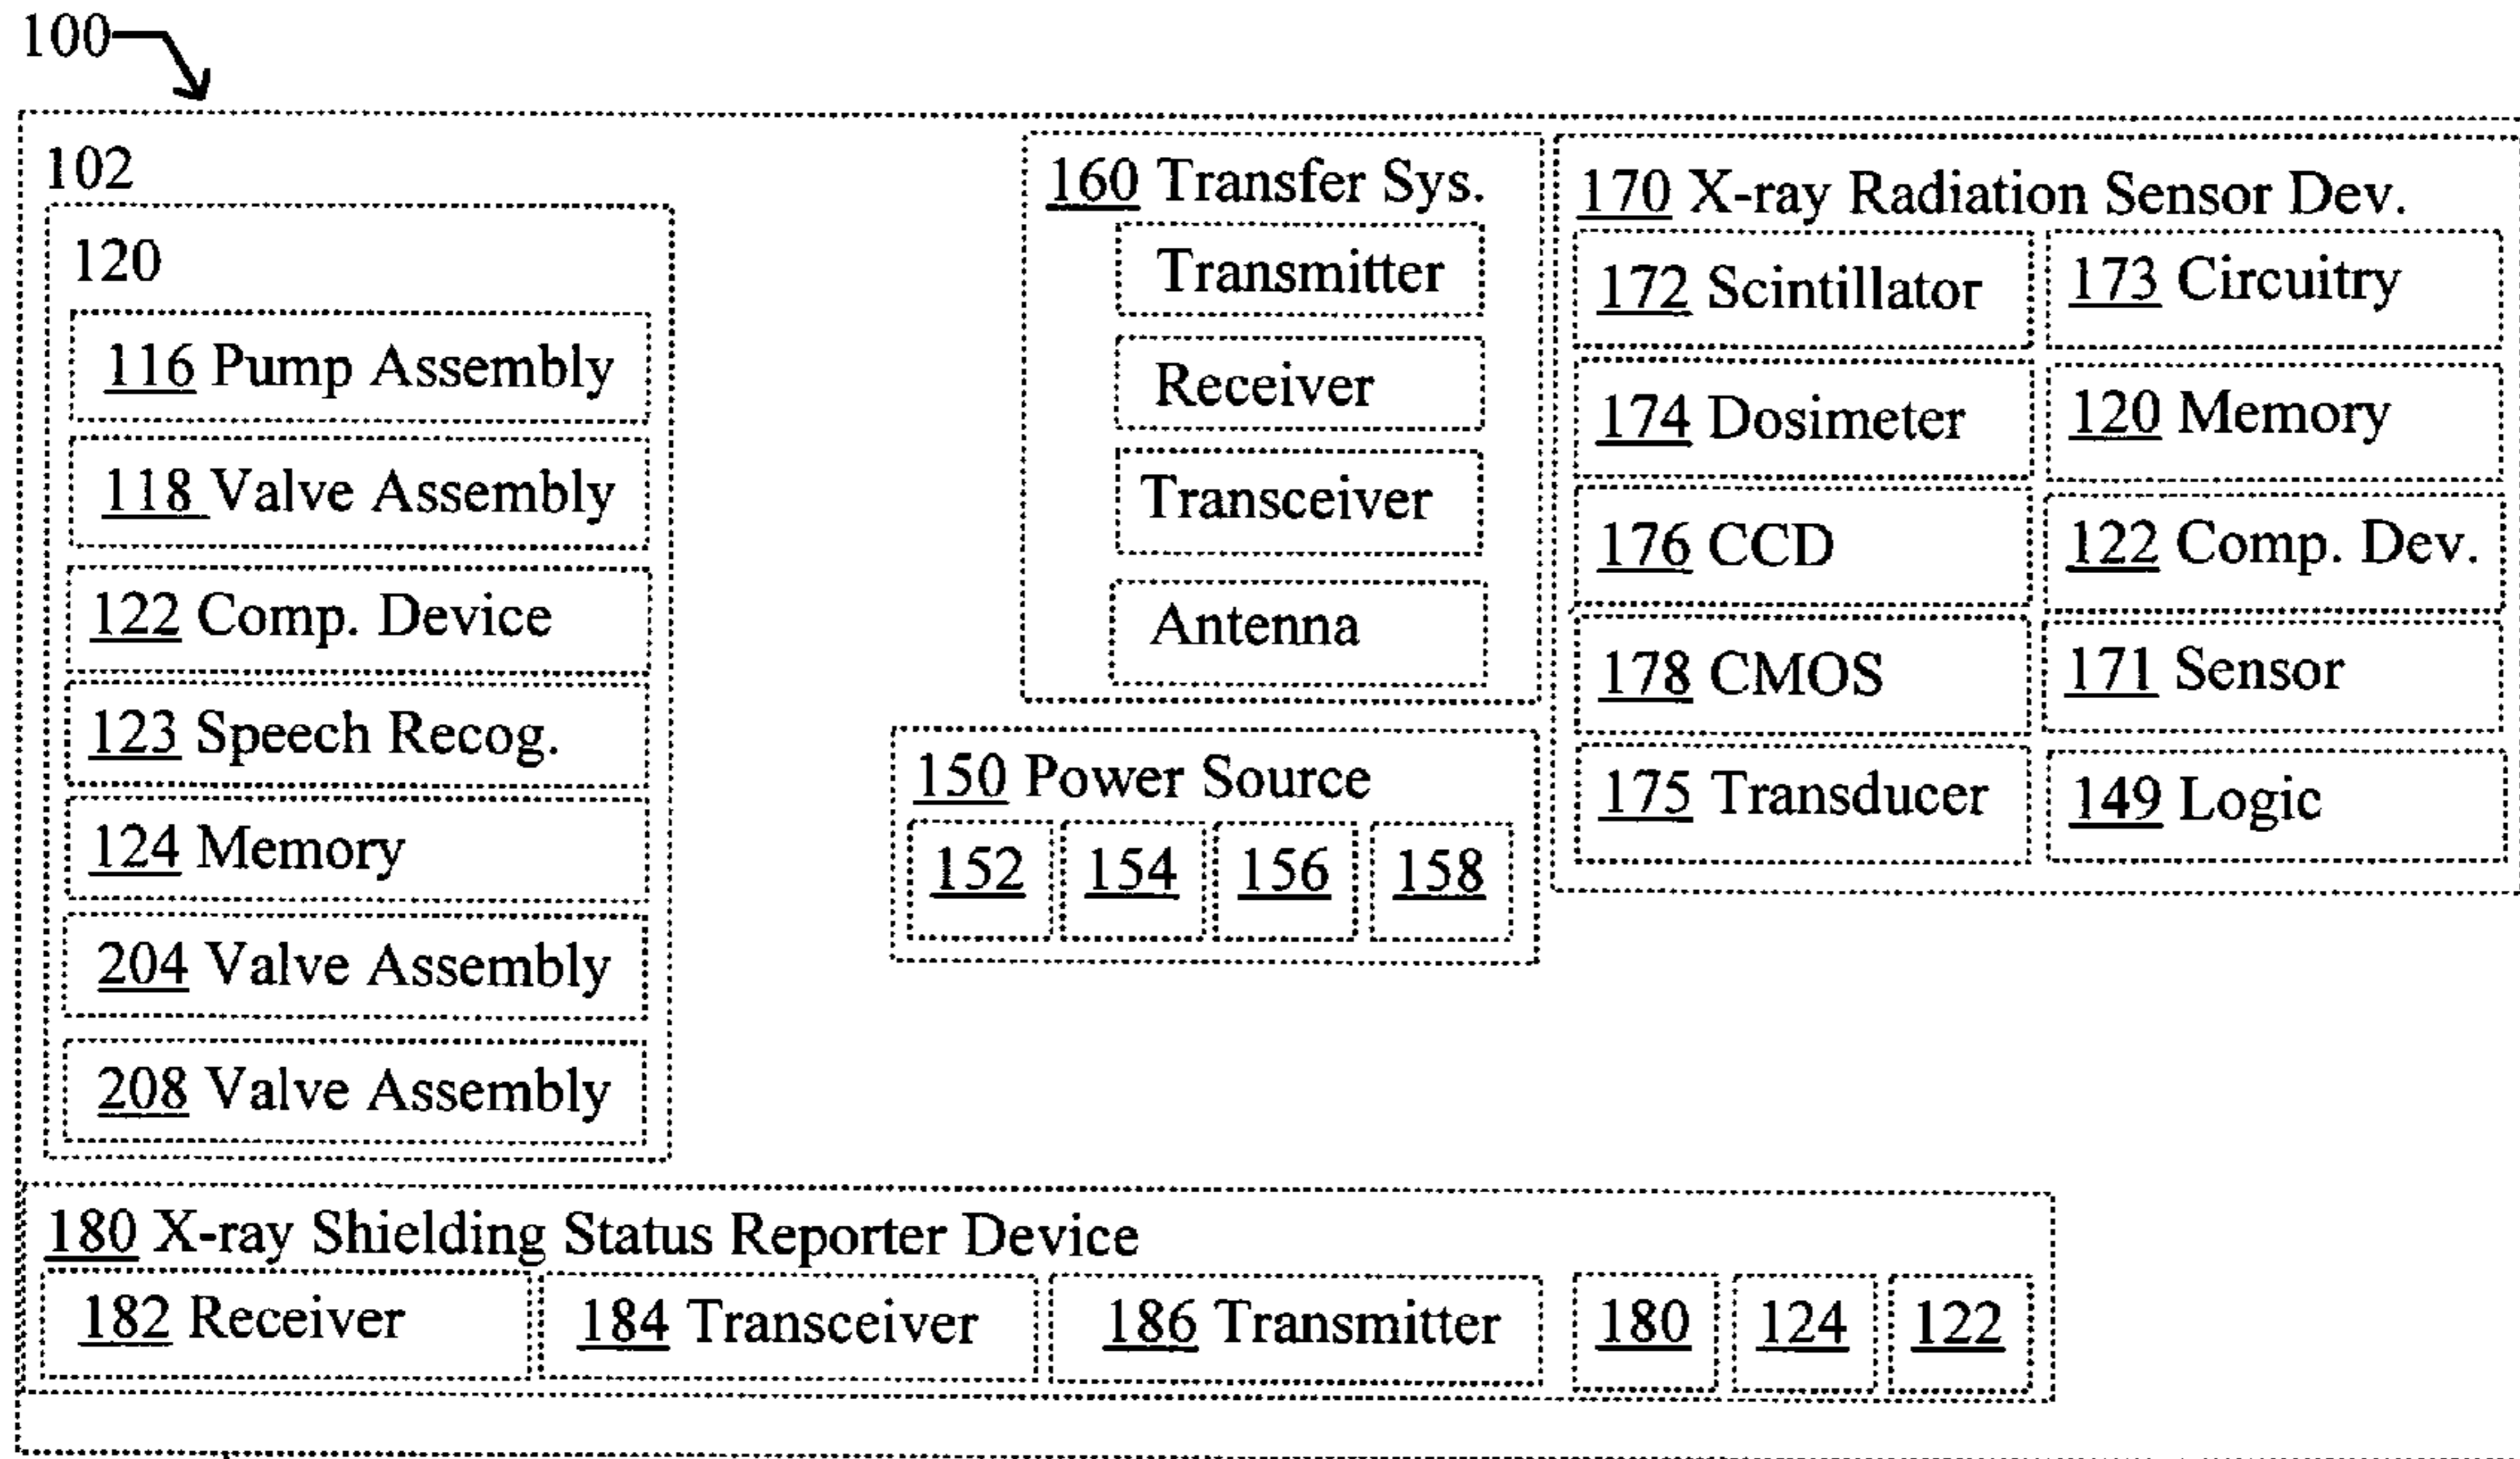 100
102
120
116 Pump Assembly
118 Valve Assembly
122 Comp. Device
123 Speech Recog.
124 Memory
204 Valve Assembly
208 Valve Assembly
160 Transfer Sys.
Transmitter
Receiver
Transceiver
Antenna
150 Power Source
152 154 156 158
170 X-ray Radiation Sensor Dev.
172 Scintillator
173 Circuitry
174 Dosimeter
120 Memory
176 CCD
122 Comp. Dev.
178 CMOS
171 Sensor
175 Transducer
149 Logic
180 X-ray Shielding Status Reporter Device
182 Receiver
184 Transceiver
186 Transmitter
180
124
122